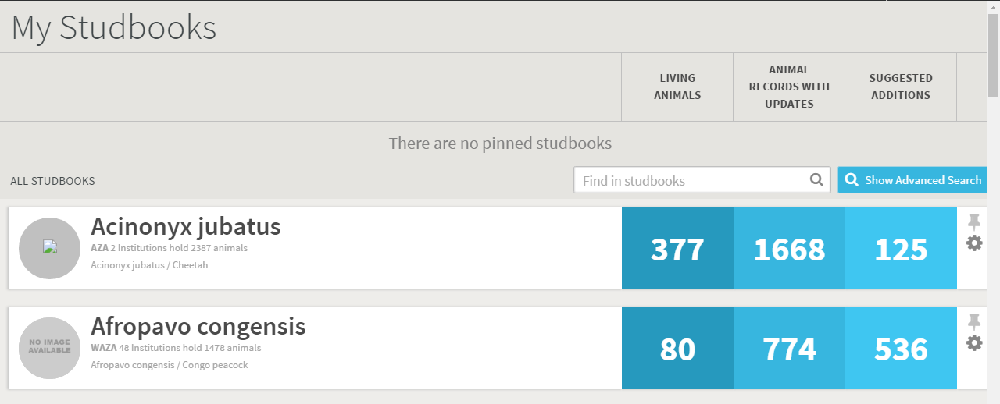 My Studbooks
LIVING
ANIMALS
ANIMAL
RECORDS WITH
UPDATES
SUGGESTED
ADDITIONS
There are no pinned studbooks
ALL STUDBOOKS
Find in studbooks
Show Advanced Search
Acinonyx jubatus
AZA 2 Institutions hold 2387 animals
Acinonyx jubatus / Cheetah
377
1668
125
NO IMAGE
AVAILABLE
Afropavo congensis
WAZA 48 Institutions hold 1478 animals
Afropavo congensis / Congo peacock
80
774
536